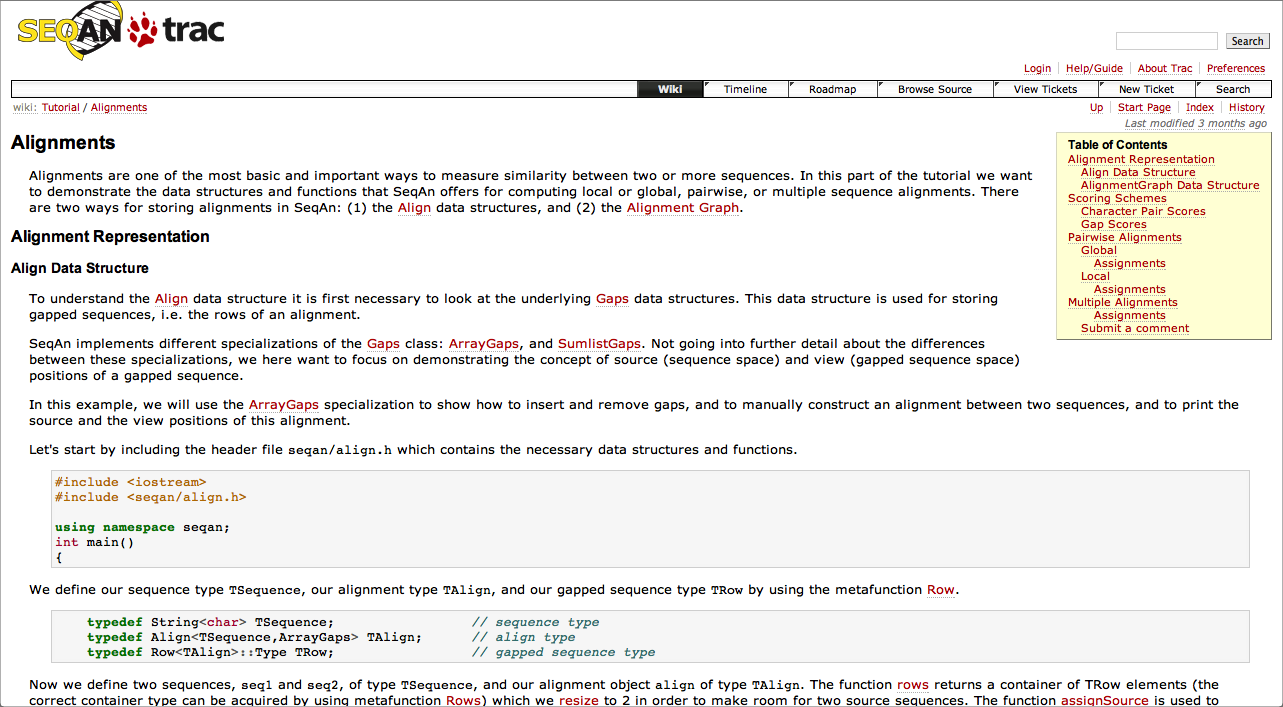 SEQAN trac
Search
Login Help/Guide About Trac Preferences
Wiki Timeline Roadmap Browse Source View Tickets New Ticket Search
wiki: Tutorial / Alignments
Up Start Page Index History
Last modified 3 months ago
Alignments
Alignments are one of the most basic and important ways to measure similarity between two or more sequences. In this part of the tutorial we want
to demonstrate the data structures and functions that SeqAn offers for computing local or global, pairwise, or multiple sequence alignments. There
are two ways for storing alignments in SeqAn: (1) the Align data structures, and (2) the Alignment Graph.
Table of Contents
Alignment Representation
Align Data Structure
AlignmentGraph Data Structure
Scoring Schemes
Character Pair Scores
Gap Scores
Pairwise Alignments
Global
Assignments
Local
Assignments
Multiple Alignments
Assignments
Submit a comment
Alignment Representation
Align Data Structure
To understand the Align data structure it is first necessary to look at the underlying Gaps data structures. This data structure is used for storing
gapped sequences, i.e. the rows of an alignment.
SeqAn implements different specializations of the Gaps class: ArrayGaps, and SumlistGaps. Not going into further detail about the differences
between these specializations, we here want to focus on demonstrating the concept of source (sequence space) and view (gapped sequence space)
positions of a gapped sequence.
In this example, we will use the ArrayGaps specialization to show how to insert and remove gaps, and to manually construct an alignment between two sequences, and to print the
source and the view positions of this alignment.
Let's start by including the header file seqan/align.h which contains the necessary data structures and functions.
#include <iostream>
#include <seqan/align.h>
using namespace seqan;
int main()
{
We define our sequence type TSequence, our alignment type TAlign, and our gapped sequence type TRow by using the metafunction Row.
typedef String<char> TSequence; // sequence type
typedef Align<TSequence,ArrayGaps> TAlign; // align type
typedef Row<TAlign>::Type TRow; // gapped sequence type
Now we define two sequences, seq1 and seq2, of type TSequence, and our alignment object align of type TAlign. The function rows returns a container of TRow elements (the
correct container type can be acquired by using metafunction Rows) which we resize to 2 in order to make room for two source sequences. The function assignSource is used to